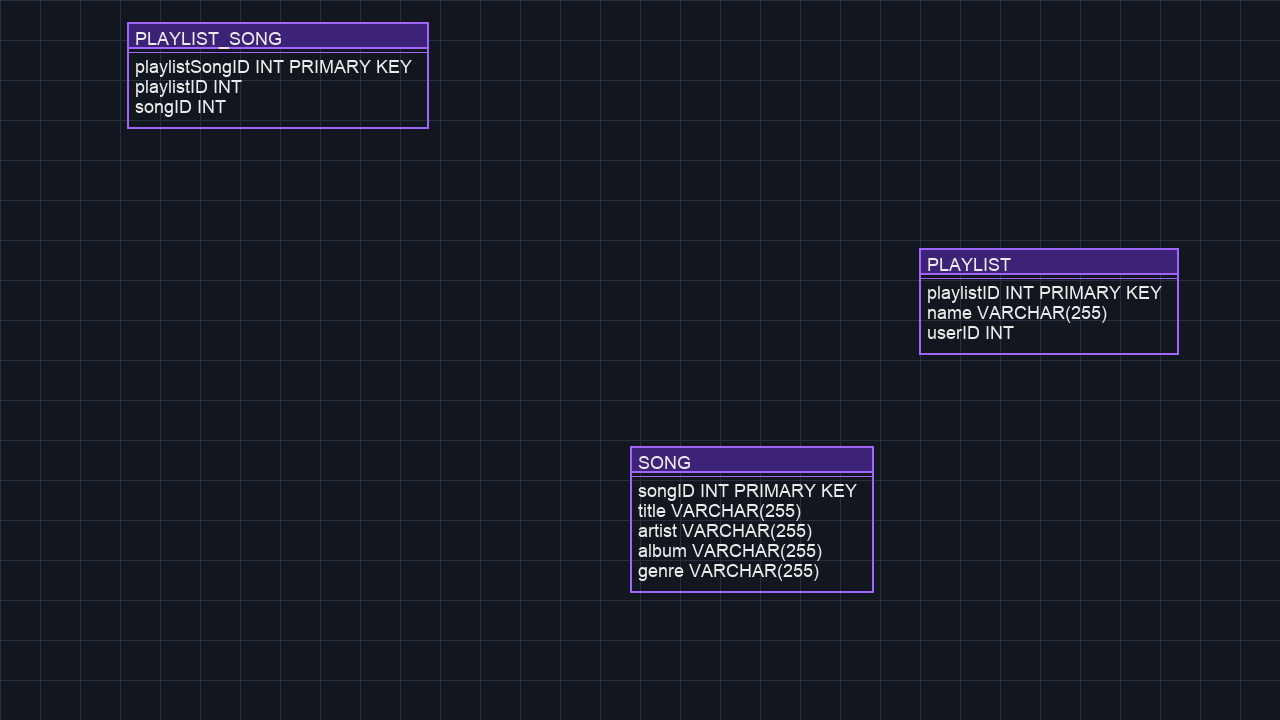 PLAYLIST_SONG
playlistSongID INT PRIMARY KEY
playlistID INT
songID INT
PLAYLIST
playlistID INT PRIMARY KEY
name VARCHAR(255)
userID INT
SONG
songID INT PRIMARY KEY
title VARCHAR(255)
artist VARCHAR(255)
album VARCHAR(255)
genre VARCHAR(255)